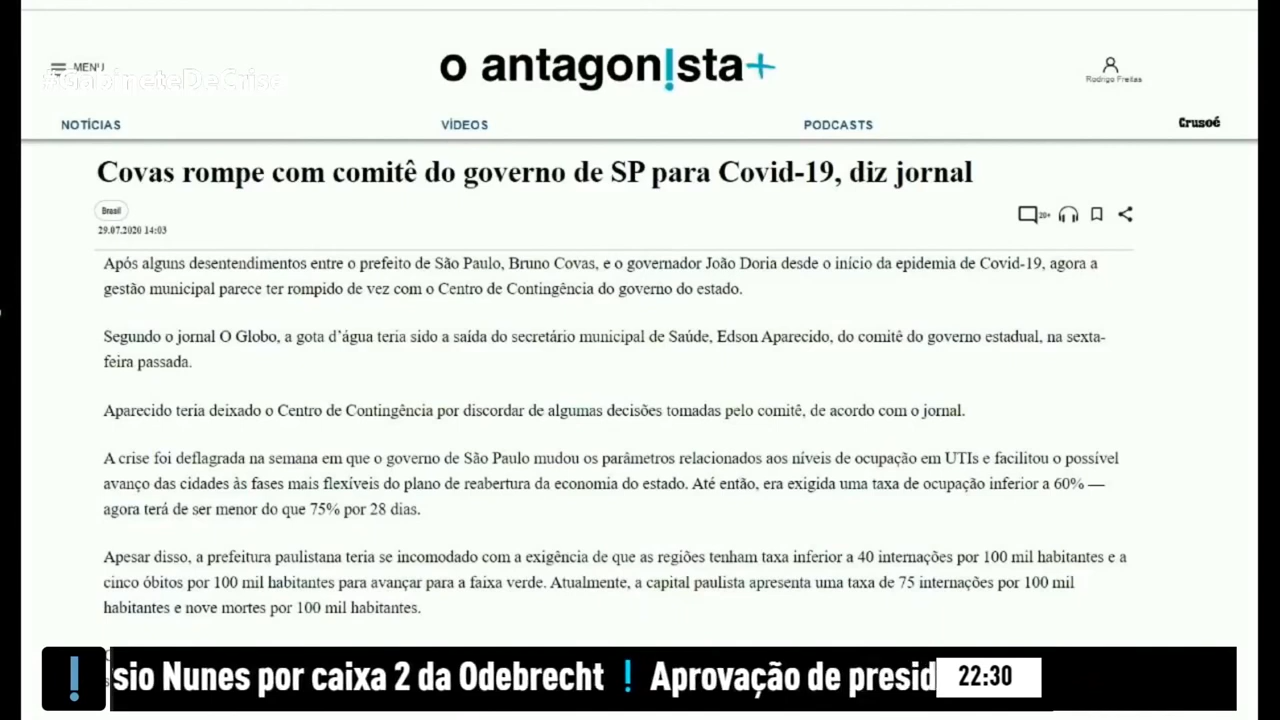 MENU
#GabineteDeCrise
o antagon!sta+
Rodrigo Freitas
NOTÍCIAS
VÍDEOS
PODCASTS
Crusoé
Covas rompe com comitê do governo de SP para Covid-19, diz jornal
Brasil
29.07.2020 14:03
20+
Após alguns desentendimentos entre o prefeito de São Paulo, Bruno Covas, e o governador João Doria desde o início da epidemia de Covid-19, agora a
gestão municipal parece ter rompido de vez com o Centro de Contingência do governo do estado.
Segundo o jornal O Globo, a gota d’água teria sido a saída do secretário municipal de Saúde, Edson Aparecido, do comitê do governo estadual, na sexta-
feira passada.
Aparecido teria deixado o Centro de Contingência por discordar de algumas decisões tomadas pelo comitê, de acordo com o jornal.
A crise foi deflagrada na semana em que o governo de São Paulo mudou os parâmetros relacionados aos níveis de ocupação em UTIs e facilitou o possível
avanço das cidades às fases mais flexíveis do plano de reabertura da economia do estado. Até então, era exigida uma taxa de ocupação inferior a 60% —
agora terá de ser menor do que 75% por 28 dias.
Apesar disso, a prefeitura paulistana teria se incomodado com a exigência de que as regiões tenham taxa inferior a 40 internações por 100 mil habitantes e a
cinco óbitos por 100 mil habitantes para avançar para a faixa verde. Atualmente, a capital paulista apresenta uma taxa de 75 internações por 100 mil
habitantes e nove mortes por 100 mil habitantes.
! sio Nunes por caixa 2 da Odebrecht ! Aprovação de presid 22:30